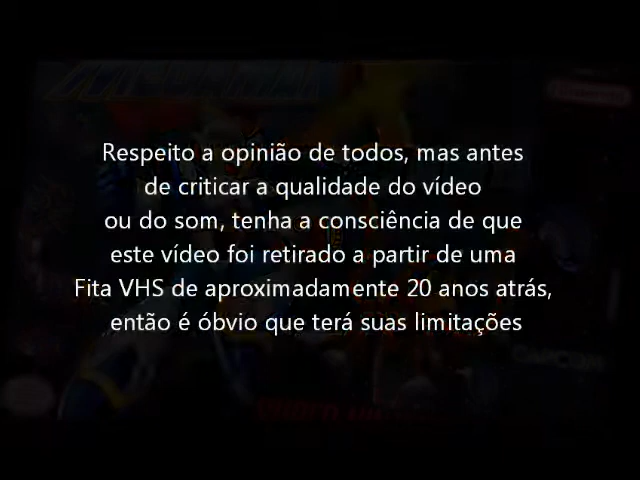 Respeito a opinião de todos, mas antes
de criticar a qualidade do vídeo
ou do som, tenha a consciência de que
este vídeo foi retirado a partir de uma
Fita VHS de aproximadamente 20 anos atrás,
então é óbvio que terá suas limitações